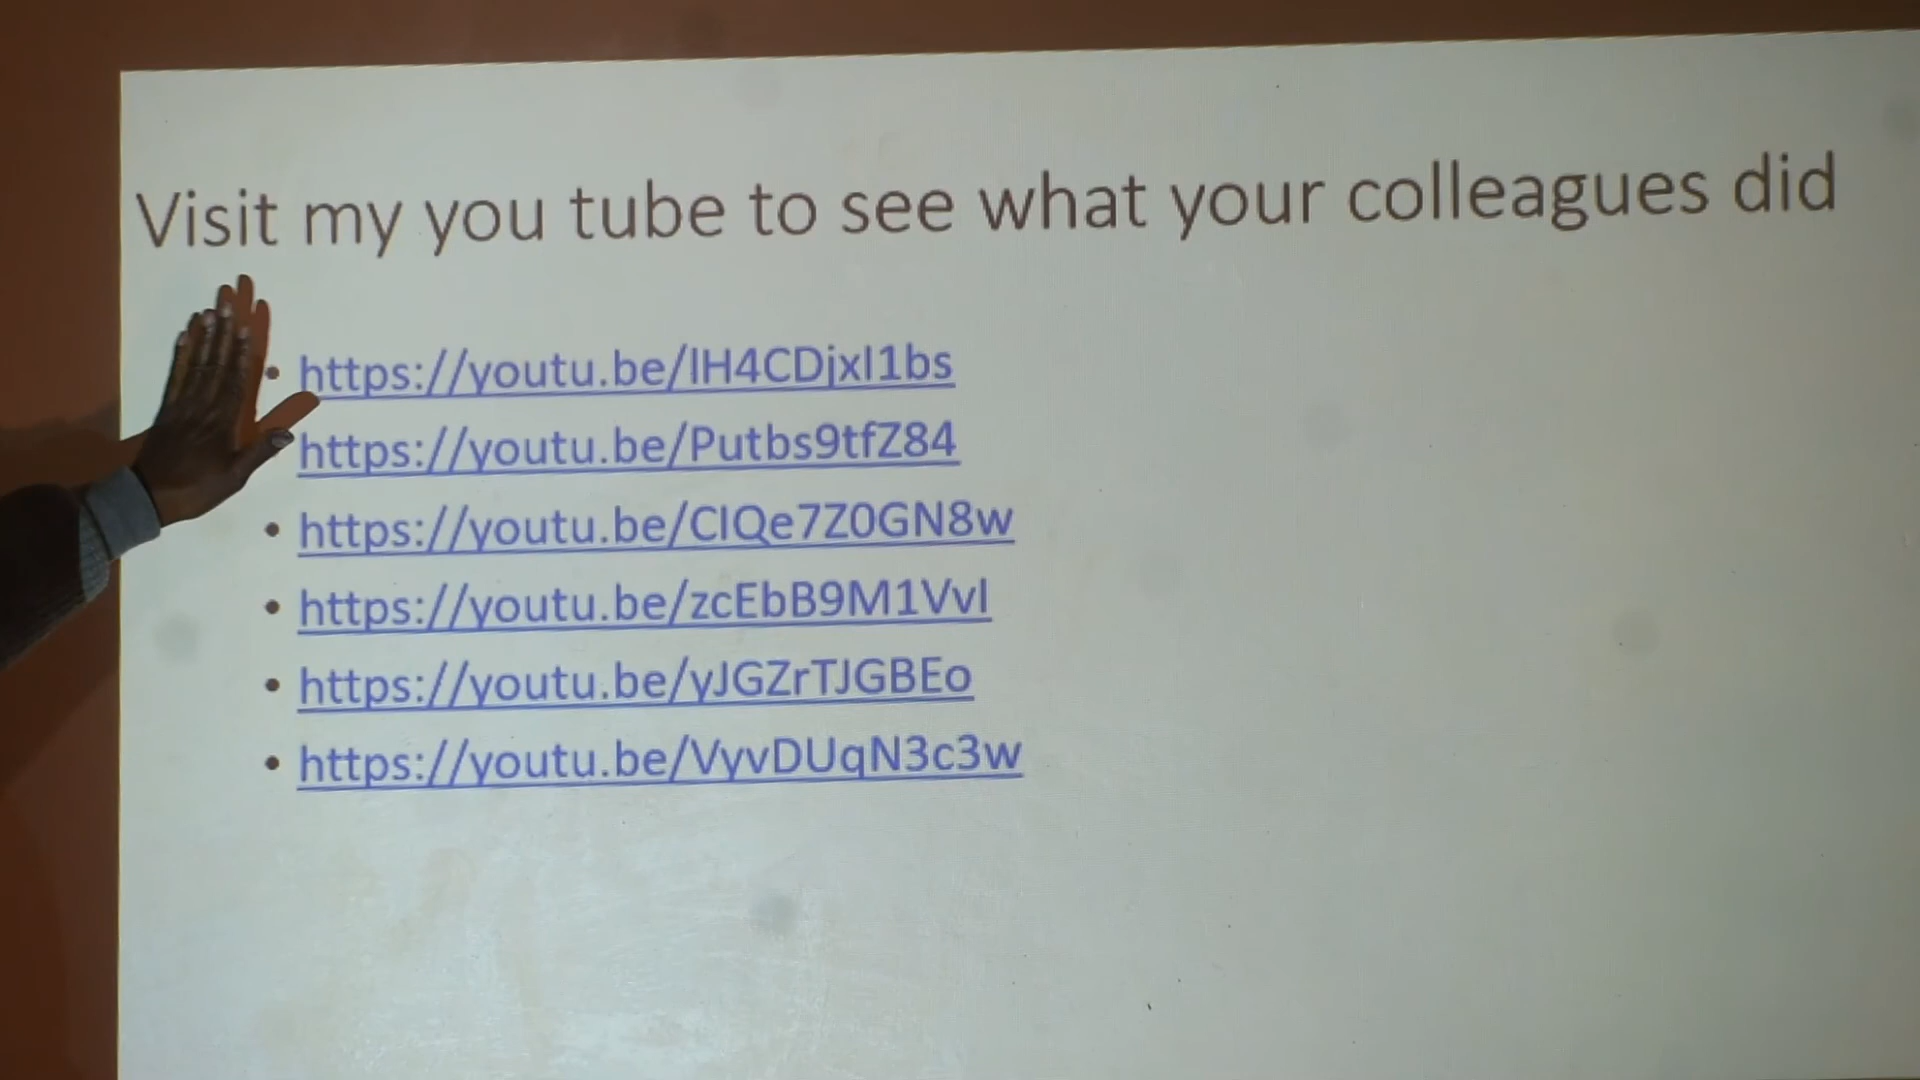 Visit my you tube to see what your colleagues did
• https://youtu.be/lH4CDjxl1bs
https://youtu.be/Putbs9tfZ84
• https://youtu.be/CIQe7Z0GN8w
• https://youtu.be/zcEbB9M1VvI
• https://youtu.be/yJGZrTJGBEo
• https://youtu.be/VyvDUqN3c3w